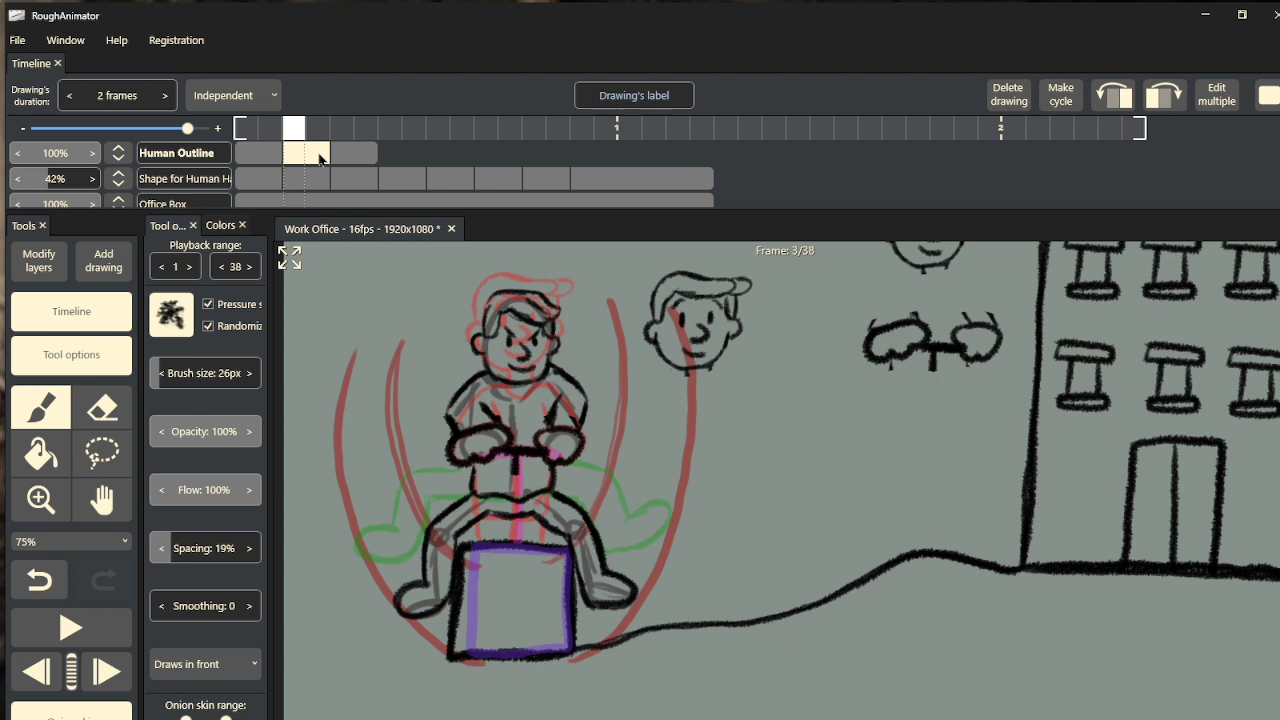 RoughAnimator
File Window Help Registration
Timeline
Drawing's duration: < 2 frames > Independent Drawing's label Delete drawing Make cycle Edit multiple
- + 1 2
< 100% > Human Outline
< 42% > Shape for Human H
< 100% > Office Box
Tools Tool o... Colors Work Office - 16fps - 1920x1080 *
Modify layers Add drawing Playback range: Frame: 3/38
< 1 > < 38 >
Timeline Pressure s
Randomiz
Tool options
< Brush size: 26px >
< Opacity: 100% >
< Flow: 100% >
75% < Spacing: 19% >
< Smoothing: 0 >
Draws in front
Onion skin range: